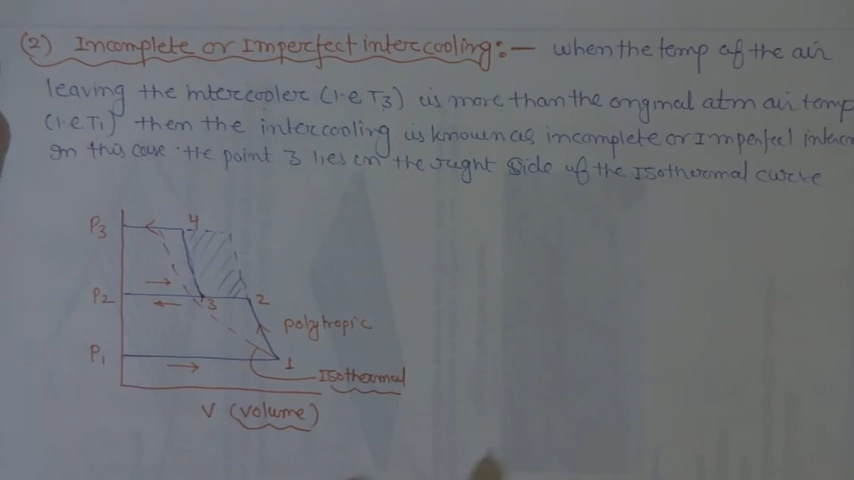 (2) Incomplete or Imperfect intercooling:— when the temp of the air
leaving the intercooler (i.e T3) is more than the original atm air temp
(i.e T1) then the intercooling is known as incomplete or Imperfect
In this case the point 3 lies on the right side of the Isothermal curve
P3
4
P2
3
2
polytropic
P1
1
Isothermal
V (volume)